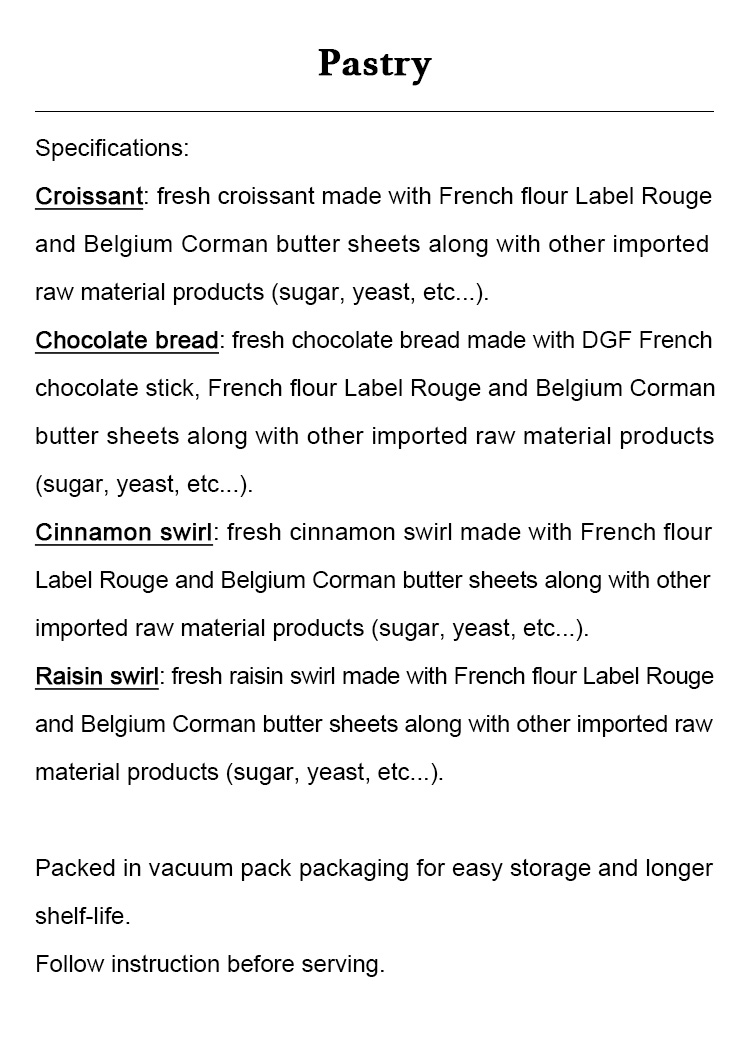 Pastry
Specifications:
Croissant: fresh croissant made with French flour Label Rouge
and Belgium Corman butter sheets along with other imported
raw material products (sugar, yeast, etc...).
Chocolate bread: fresh chocolate bread made with DGF French
chocolate stick, French flour Label Rouge and Belgium Corman
butter sheets along with other imported raw material products
(sugar, yeast, etc...).
Cinnamon swirl: fresh cinnamon swirl made with French flour
Label Rouge and Belgium Corman butter sheets along with other
imported raw material products (sugar, yeast, etc...).
Raisin swirl: fresh raisin swirl made with French flour Label Rouge
and Belgium Corman butter sheets along with other imported raw
material products (sugar, yeast, etc...).
Packed in vacuum pack packaging for easy storage and longer
shelf-life.
Follow instruction before serving.